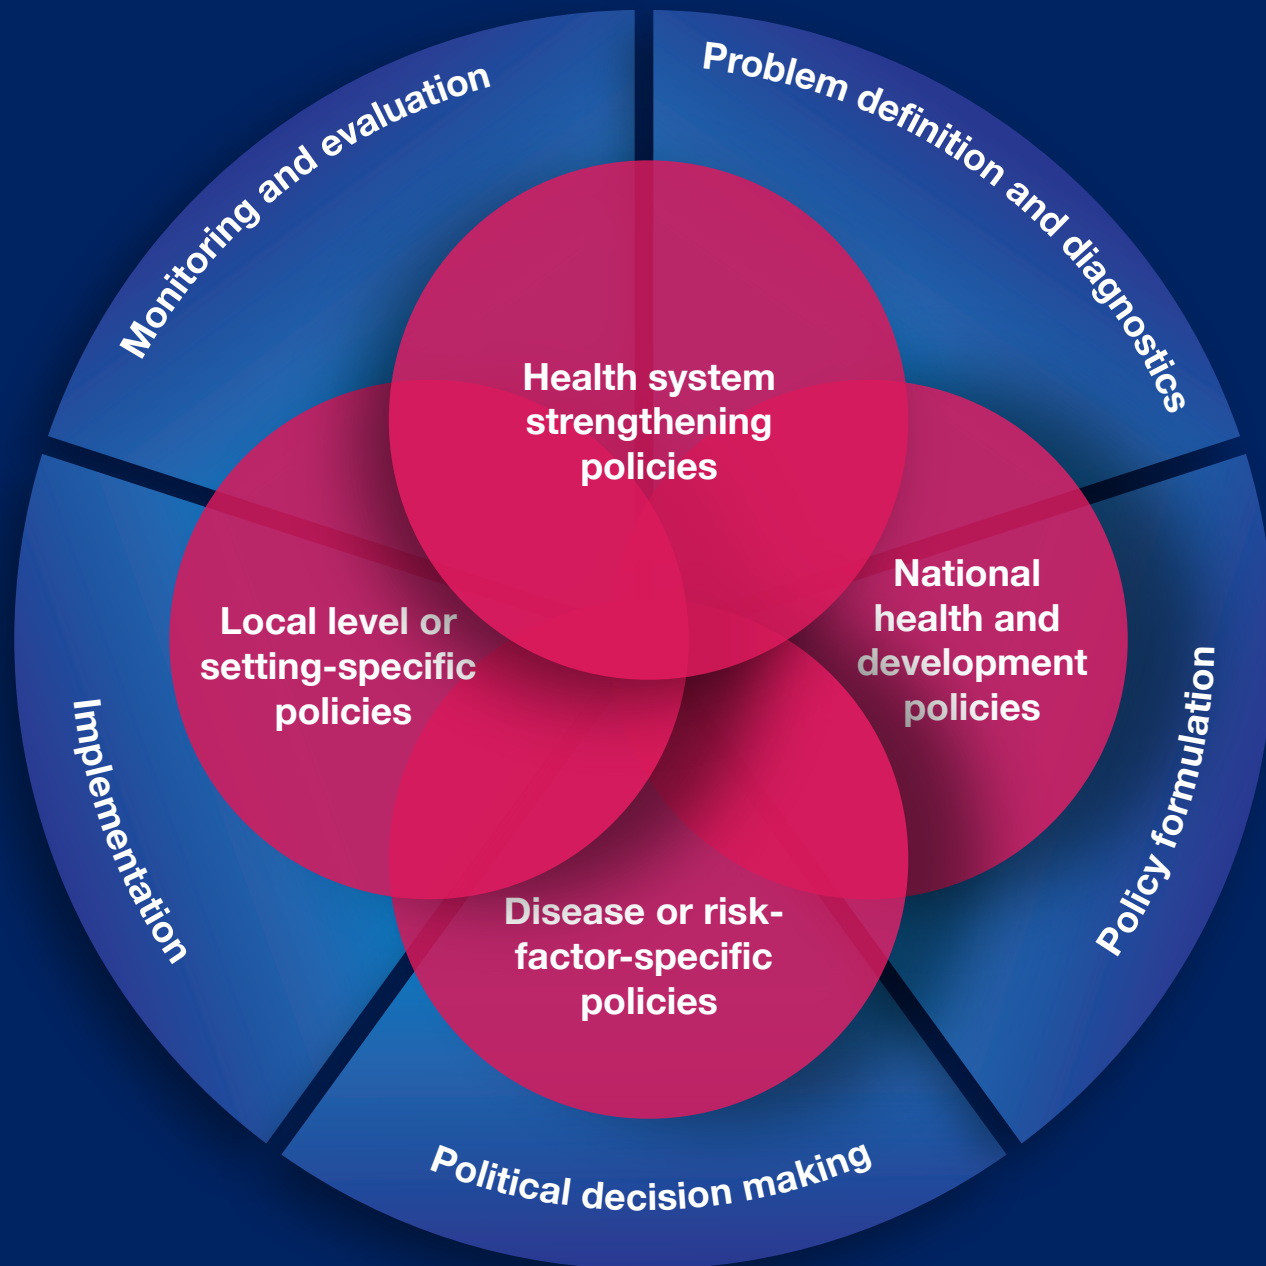 Monitoring and evaluation
Problem definition and diagnostics
Health system
strengthening
policies
National
health and
development
policies
Local level or
setting-specific
policies
Implementation
Policy formulation
Disease or risk-
factor-specific
policies
Political decision making